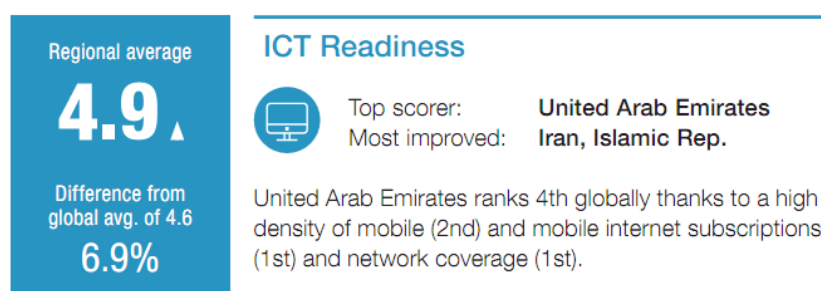 Regional average
4.9 ▲
Difference from
global avg. of 4.6
6.9%
ICT Readiness
Top scorer: United Arab Emirates
Most improved: Iran, Islamic Rep.
United Arab Emirates ranks 4th globally thanks to a high
density of mobile (2nd) and mobile internet subscriptions
(1st) and network coverage (1st).